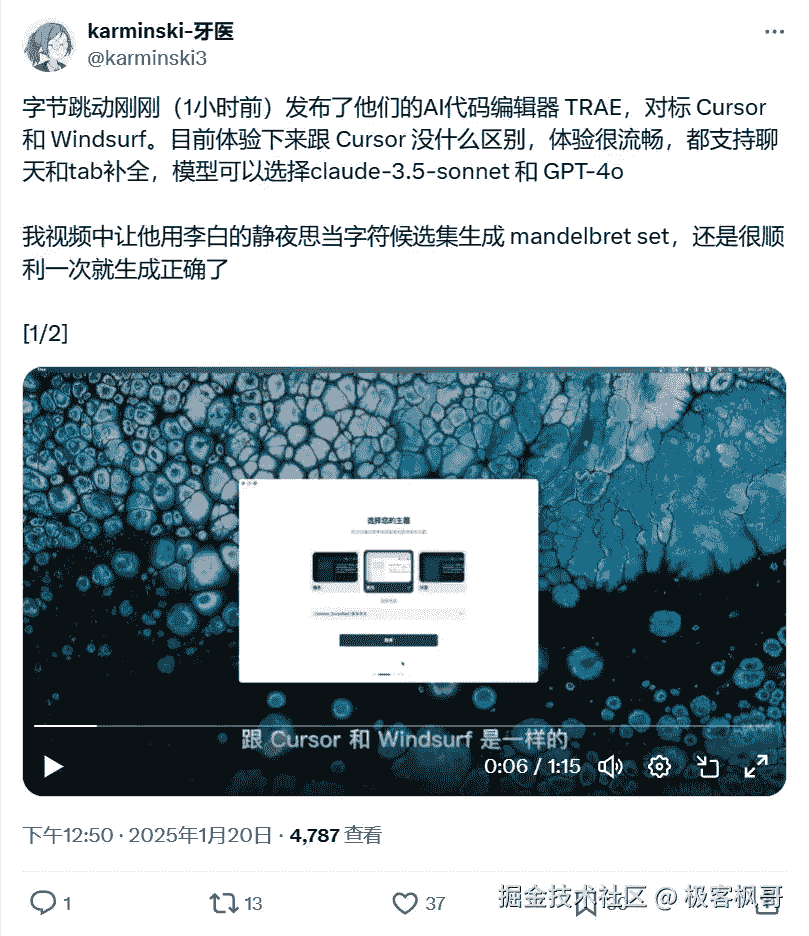 karminski-牙医
@karminski3
字节跳动刚刚（1小时前）发布了他们的AI代码编辑器 TRAE，对标 Cursor
和 Windsurf。目前体验下来跟 Cursor 没什么区别，体验很流畅，都支持聊
天和tab补全，模型可以选择claude-3.5-sonnet 和 GPT-4o
我视频中让他用李白的静夜思当字符候选集生成 mandelbret set，还是很顺
利一次就生成正确了
[1/2]
选择您的主题
跟 Cursor 和 Windsurf 是一样的
0:06 / 1:15
下午12:50 · 2025年1月20日 · 4,787 查看
1 13 37
掘金技术社区 @ 极客枫哥